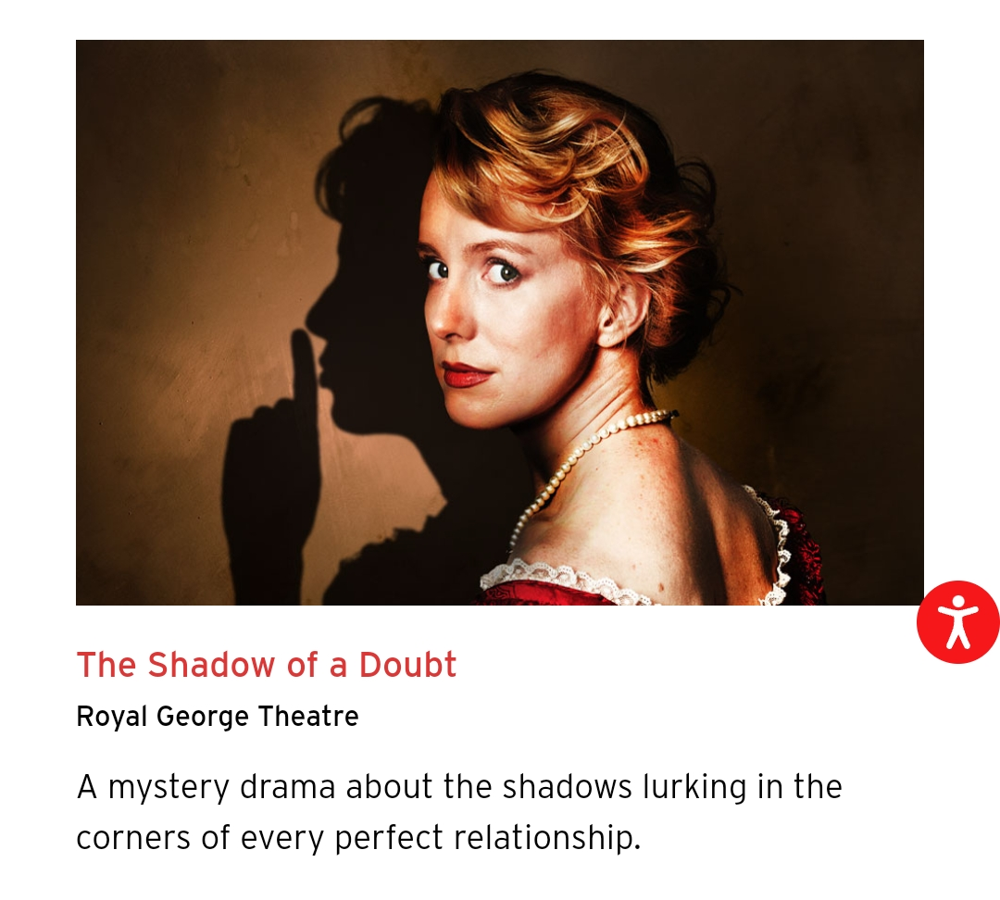 The Shadow of a Doubt
Royal George Theatre
A mystery drama about the shadows lurking in the
corners of every perfect relationship.